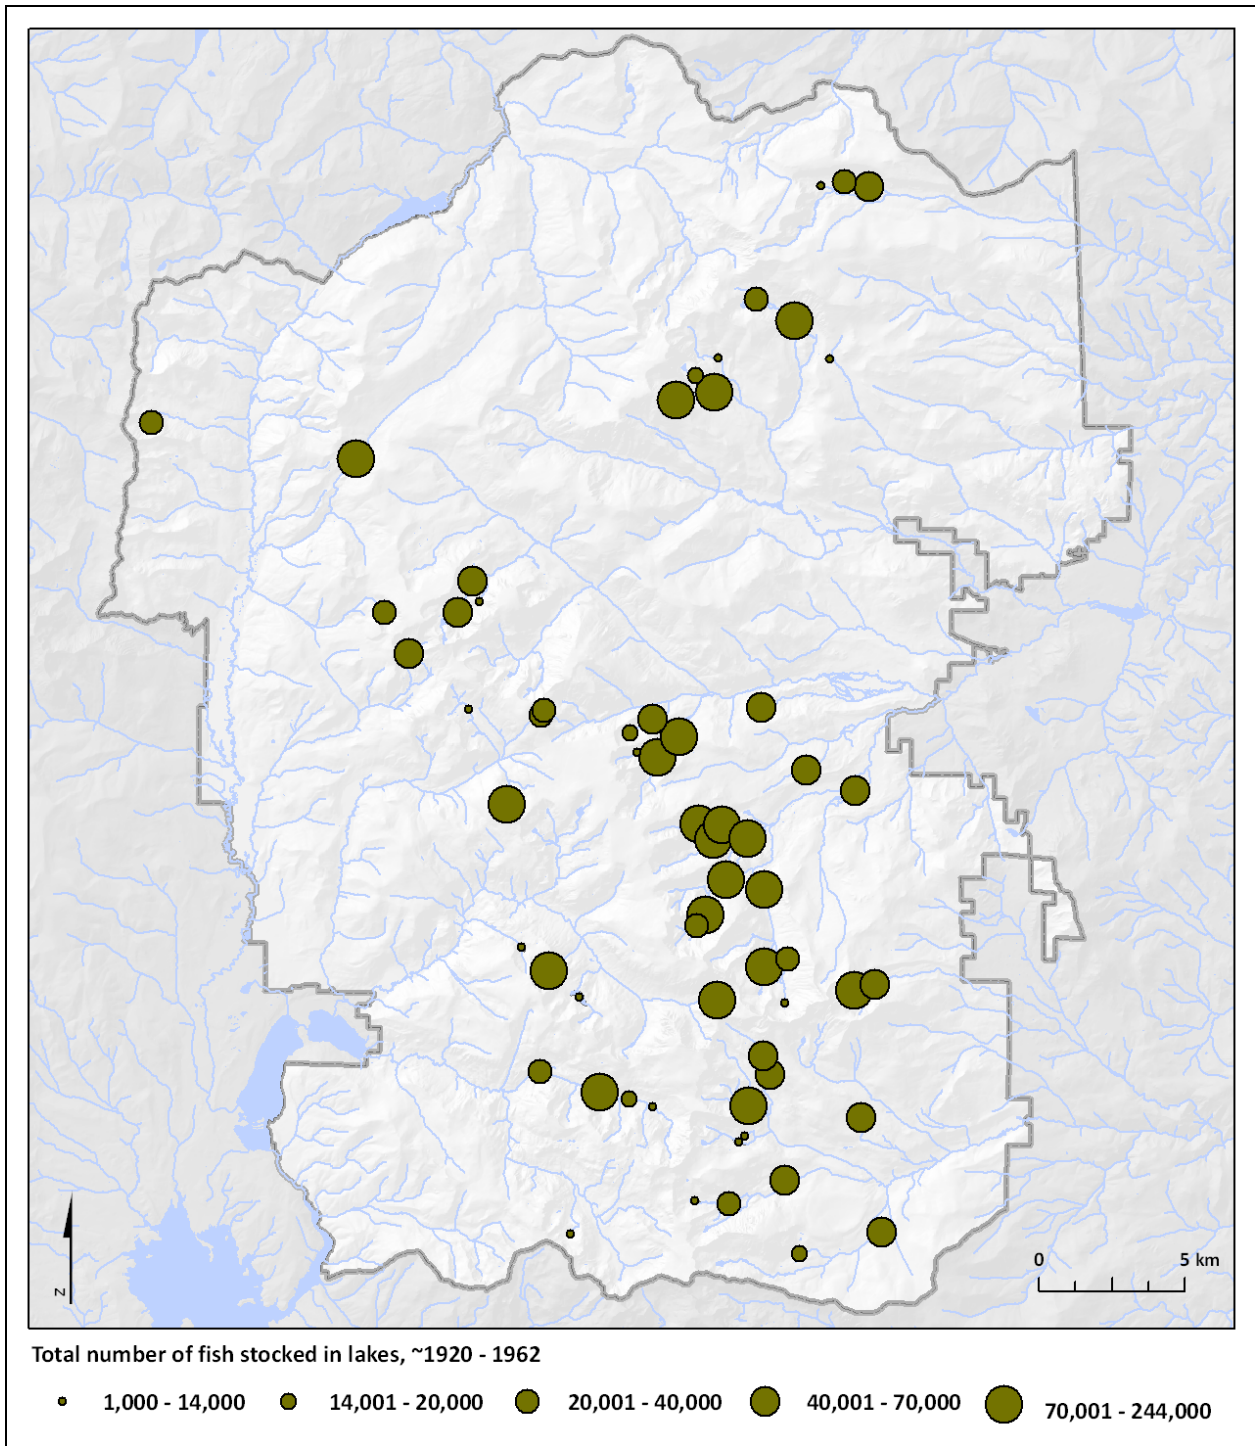 0 5 km
N
Total number of fish stocked in lakes, ~1920 - 1962
1,000 - 14,000 14,001 - 20,000 20,001 - 40,000 40,001 - 70,000 70,001 - 244,000